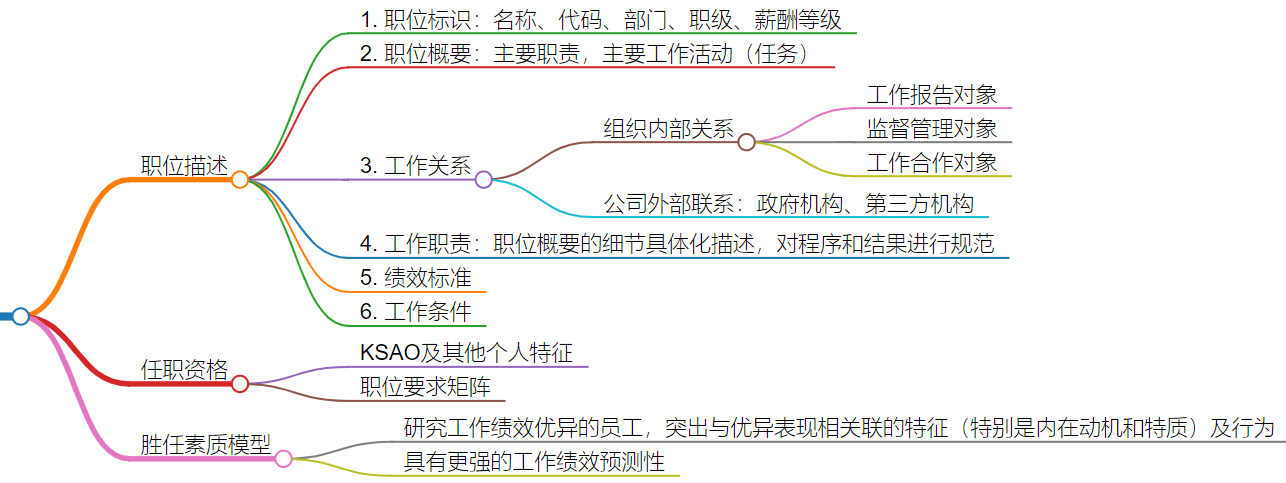 职位描述
1. 职位标识：名称、代码、部门、职级、薪酬等级
2. 职位概要：主要职责，主要工作活动（任务）
3. 工作关系
组织内部关系
工作报告对象
监督管理对象
工作合作对象
公司外部联系：政府机构、第三方机构
4. 工作职责：职位概要的细节具体化描述，对程序和结果进行规范
5. 绩效标准
6. 工作条件
任职资格
KSAO及其他个人特征
职位要求矩阵
胜任素质模型
研究工作绩效优异的员工，突出与优异表现相关联的特征（特别是内在动机和特质）及行为
具有更强的工作绩效预测性